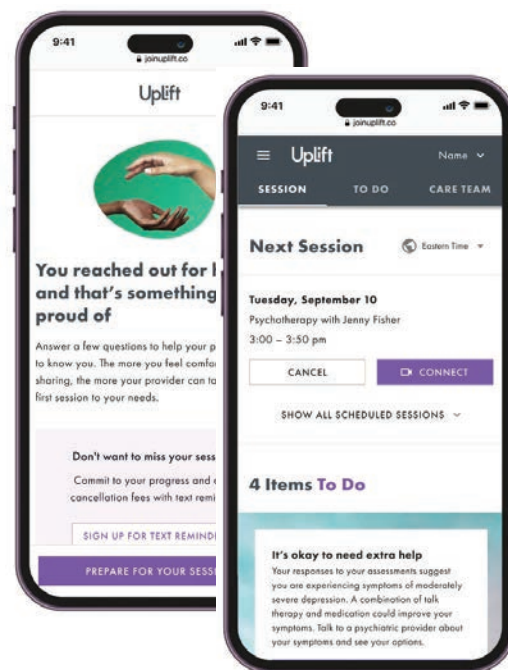 9:41
joinuplift.co
Uplift
You reached out for
and that's something
proud of
Answer a few questions to help your
to know you. The more you feel
sharing, the more your provider can
first session to your needs.
Don't want to miss your
Commit to your progress and
cancellation fees with text
SIGN UP FOR TEXT
PREPARE FOR YOUR
9:41
joinuplift.co
Uplift
Name
SESSION
TO DO
CARE TEAM
Next Session
Eastern Time
Tuesday, September 10
Psychotherapy with Jenny Fisher
3:00 – 3:50 pm
CANCEL
CONNECT
SHOW ALL SCHEDULED SESSIONS
4 Items To Do
It's okay to need extra help
Your responses to your assessments suggest
you are experiencing symptoms of moderately
severe depression. A combination of talk
therapy and medication could improve your
symptoms. Talk to a psychiatric provider about
your symptoms and see your options.